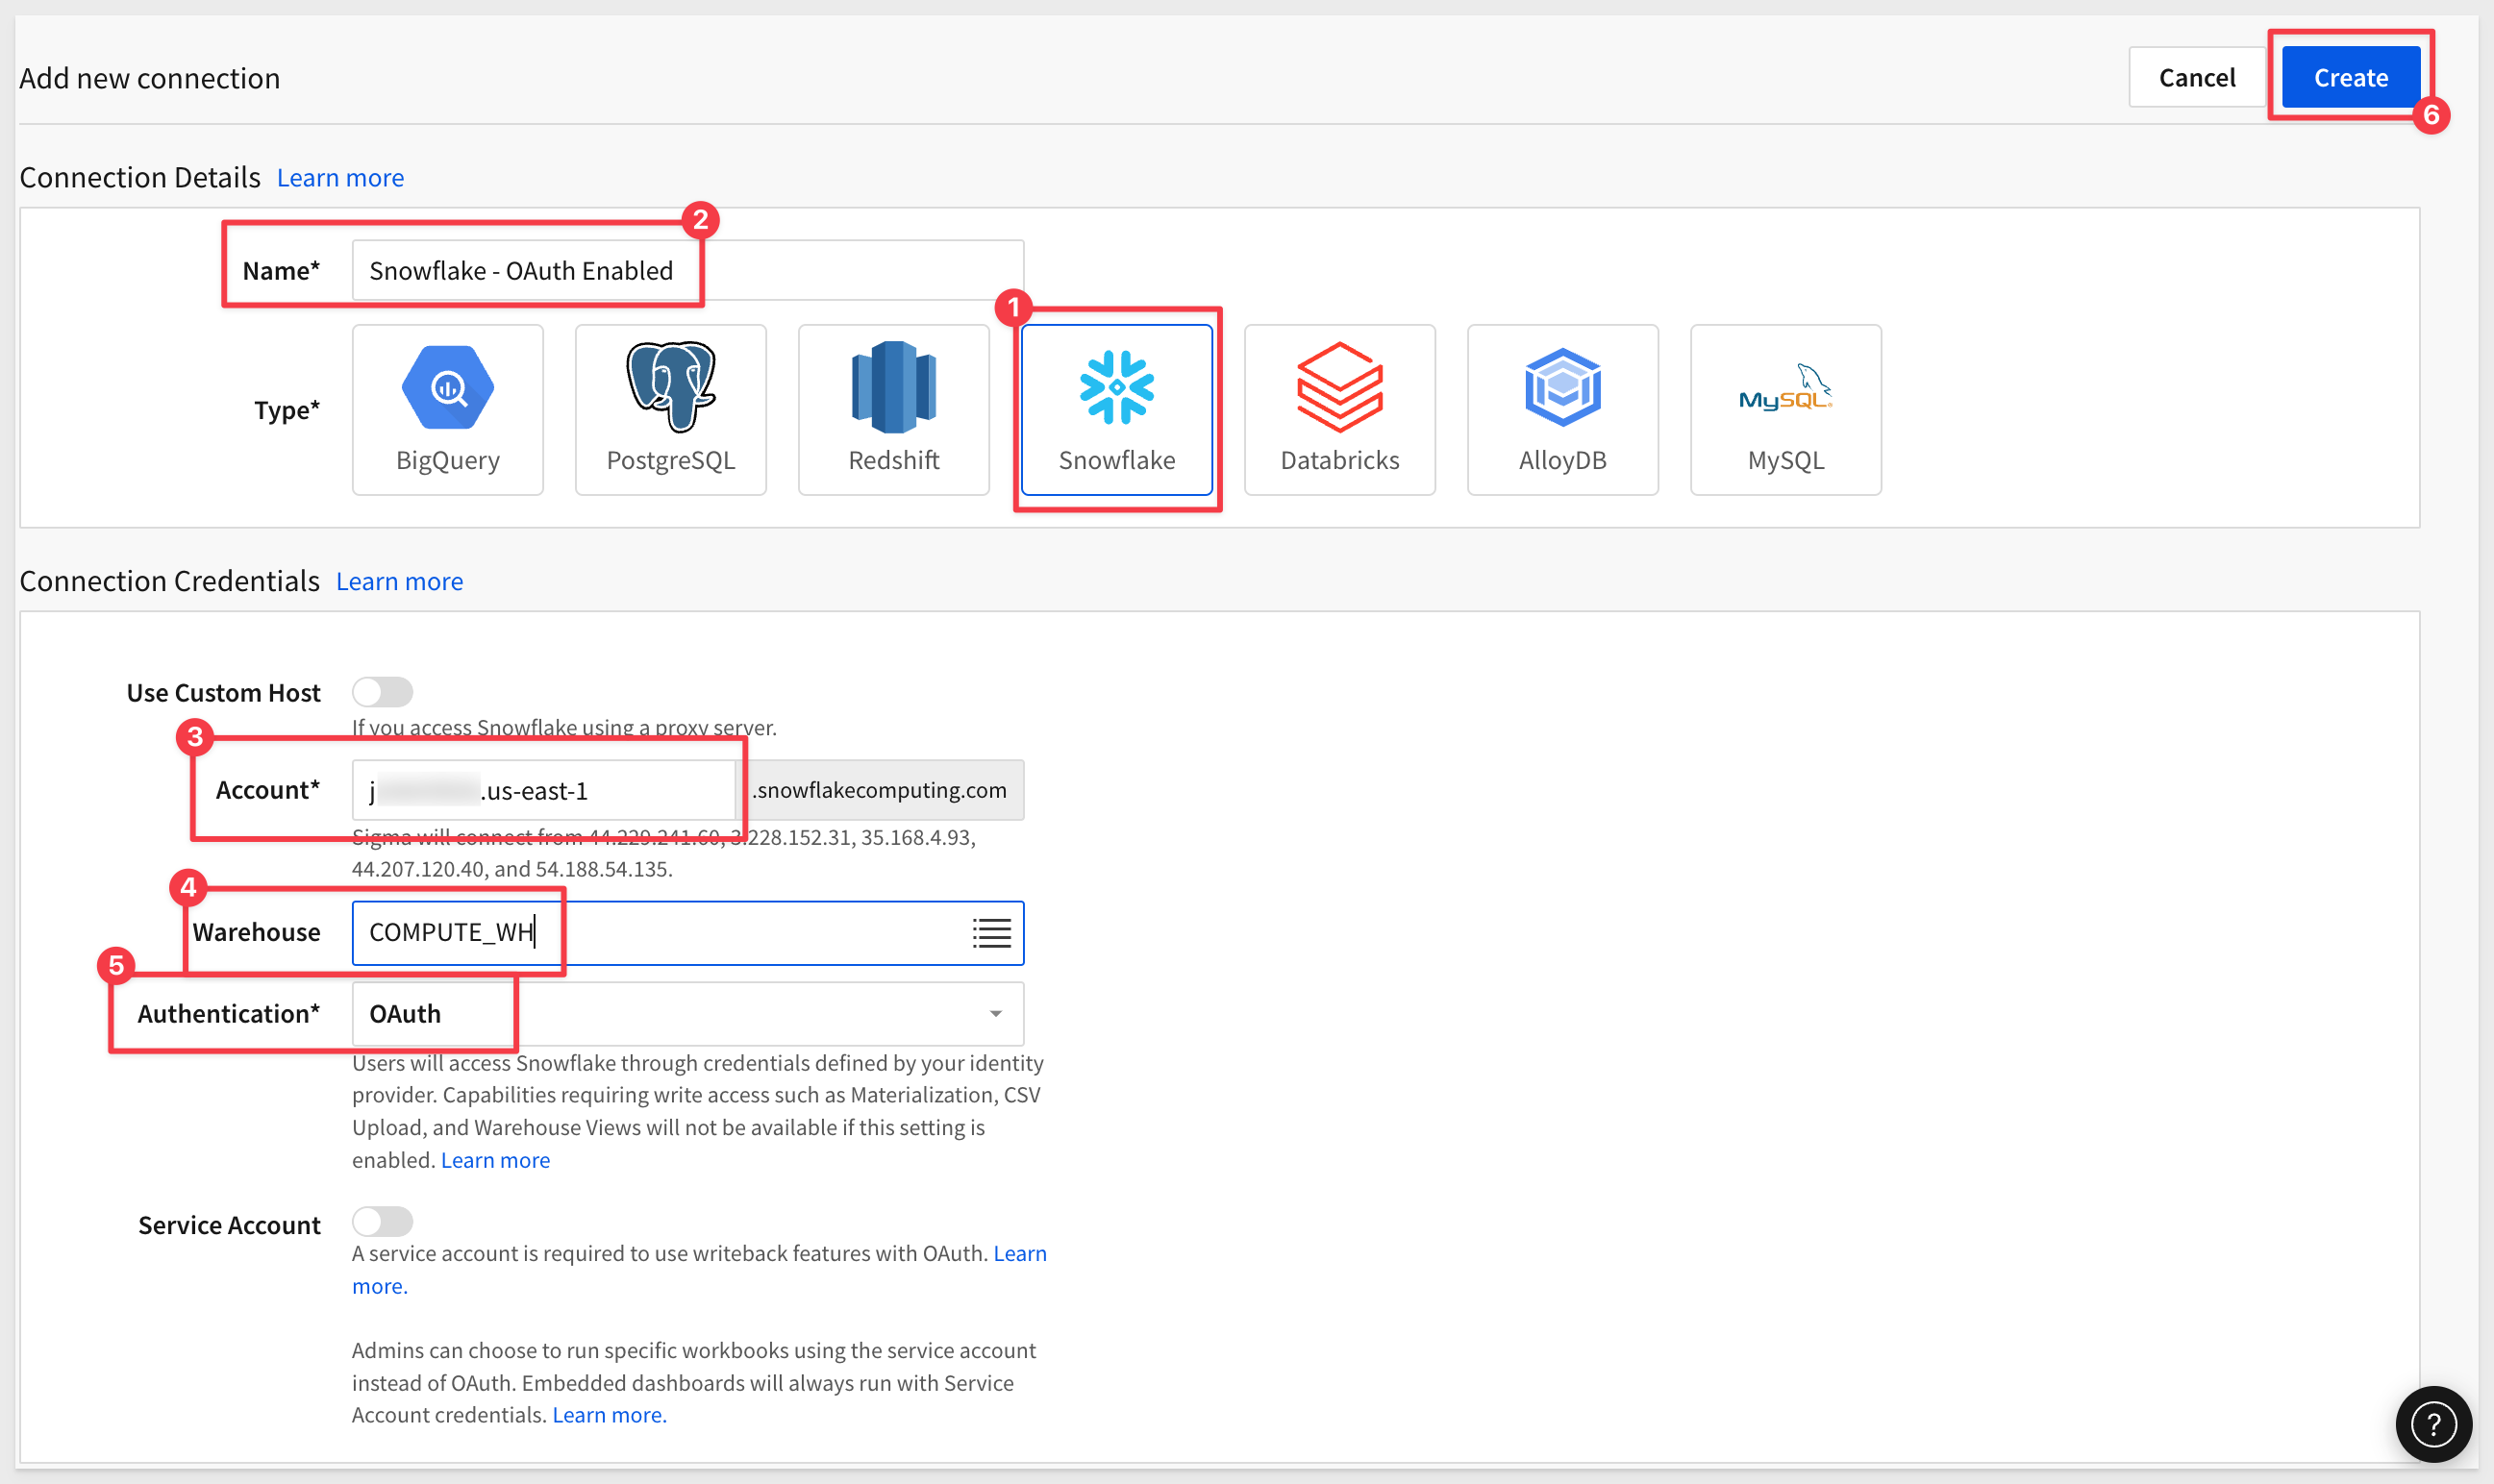 Add new connection
Cancel
Create
6
Connection Details Learn more
2
Name*
Snowflake - OAuth Enabled
1
Type*
BigQuery
PostgreSQL
Redshift
Snowflake
Databricks
AlloyDB
MySQL
MySQL
Connection Credentials Learn more
Use Custom Host
If you access Snowflake using a proxy server.
3
Account*
j .us-east-1
.snowflakecomputing.com
Sigma will connect from 44.229.241.60, 3.228.152.31, 35.168.4.93,
44.207.120.40, and 54.188.54.135.
4
Warehouse
COMPUTE_WH
5
Authentication*
OAuth
Users will access Snowflake through credentials defined by your identity
provider. Capabilities requiring write access such as Materialization, CSV
Upload, and Warehouse Views will not be available if this setting is
enabled. Learn more
Service Account
A service account is required to use writeback features with OAuth. Learn
more.
Admins can choose to run specific workbooks using the service account
instead of OAuth. Embedded dashboards will always run with Service
Account credentials. Learn more.
?